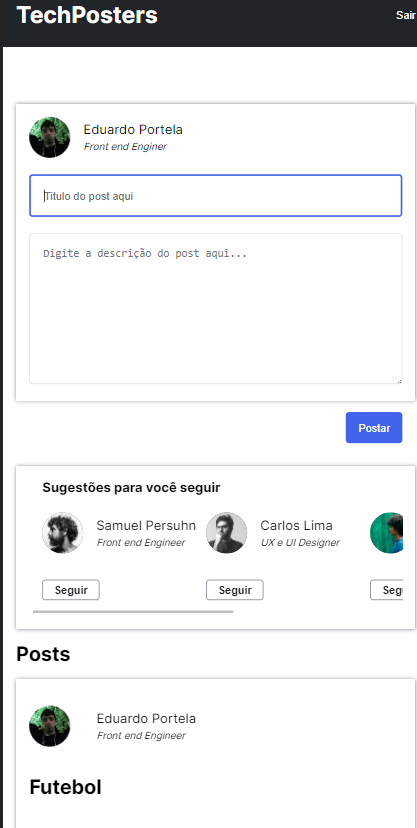 TechPosters
Sair
Eduardo Portela
Front end Enginer
Titulo do post aqui
Digite a descrição do post aqui...
Postar
Sugestões para você seguir
Samuel Persuhn
Front end Engineer
Carlos Lima
UX e UI Designer
Seguir
Seguir
Segu
Posts
Eduardo Portela
Front end Engineer
Futebol